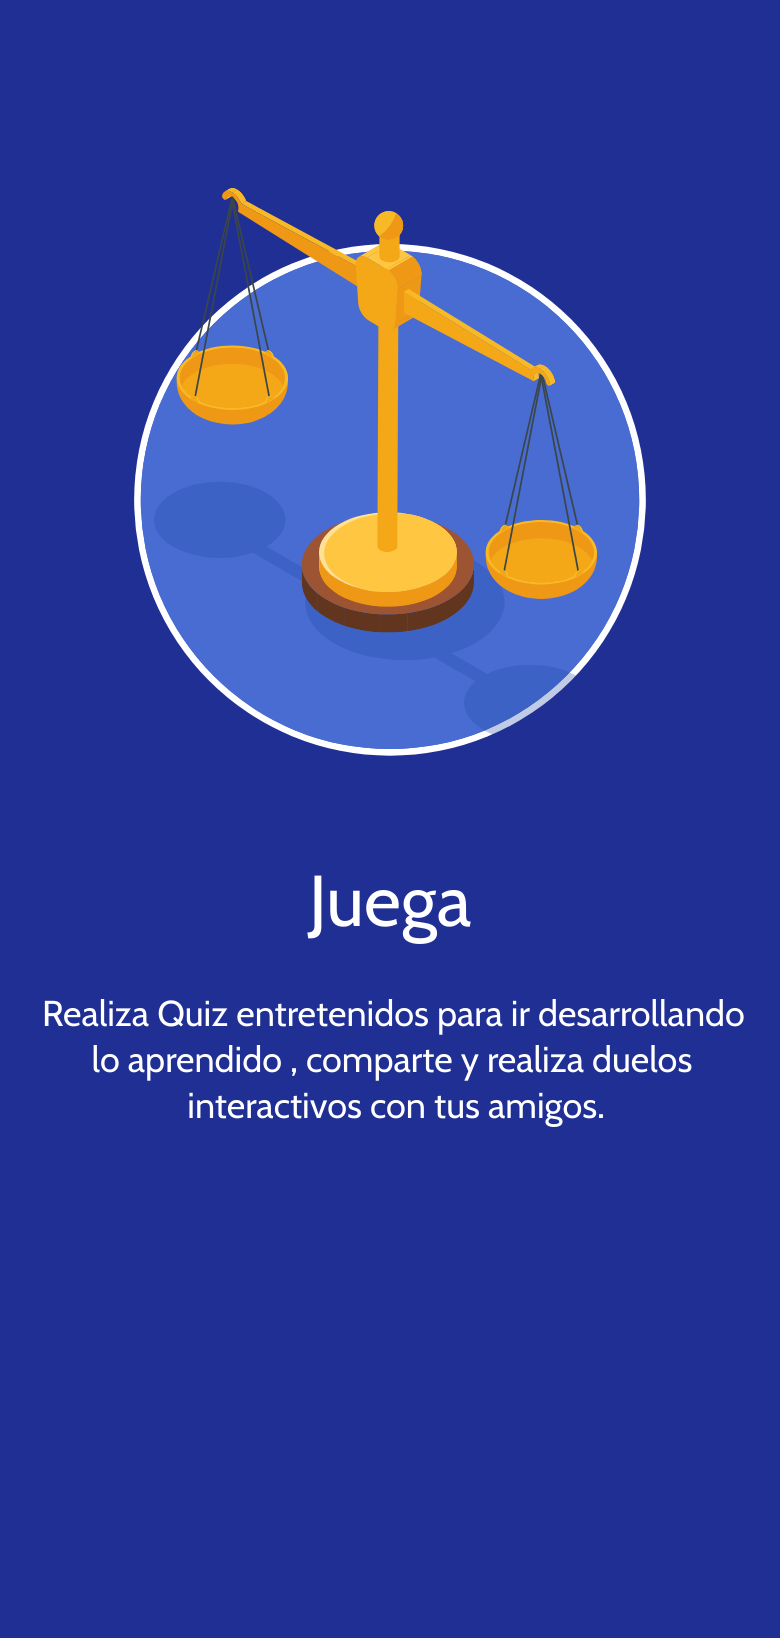 Juega
Realiza Quiz entretenidos para ir desarrollando
lo aprendido , comparte y realiza duelos
interactivos con tus amigos.